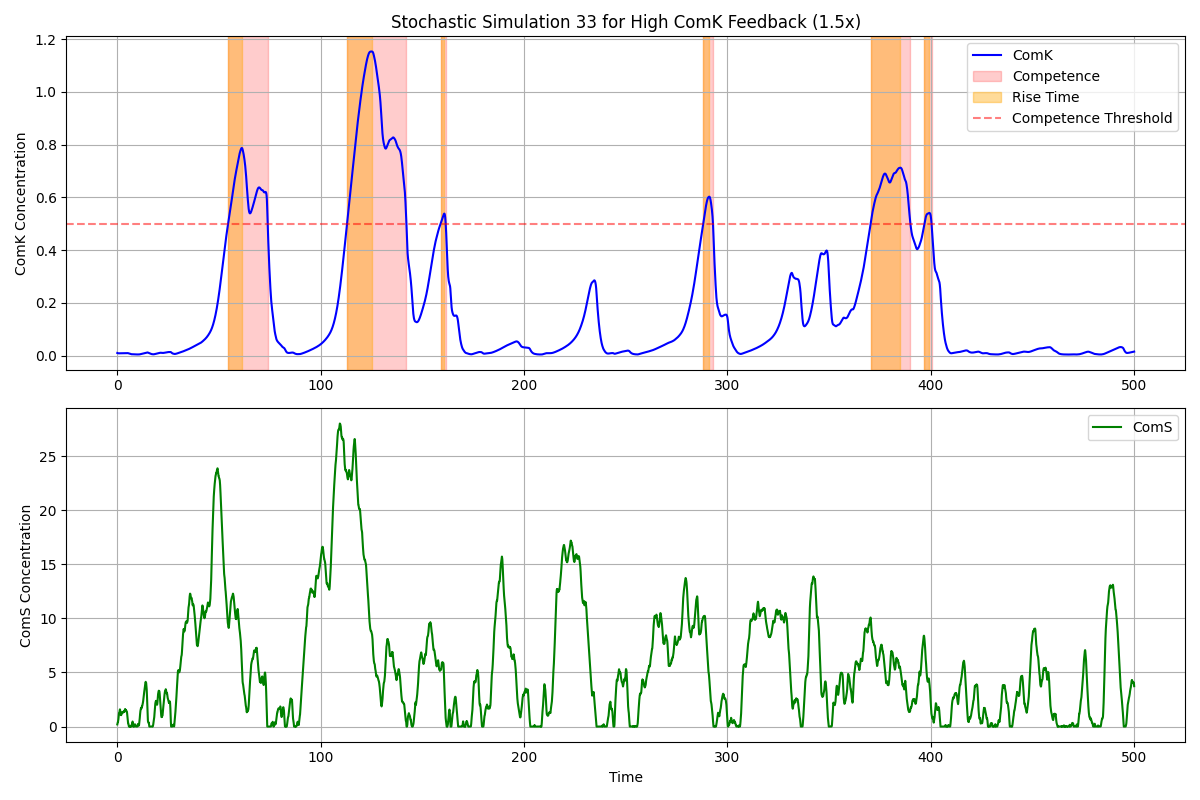 Stochastic Simulation 33 for High ComK Feedback (1.5x)
ComK Concentration
1.2
1.0
0.8
0.6
0.4
0.2
0.0
ComK
Competence
Rise Time
Competence Threshold
0 100 200 300 400 500
ComS Concentration
25
20
15
10
5
0
ComS
0 100 200 300 400 500
Time